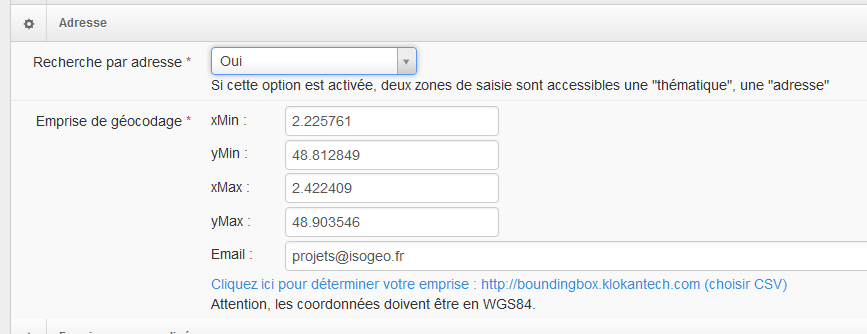 Adresse
Recherche par adresse * Oui
Si cette option est activée, deux zones de saisie sont accessibles une "thématique", une "adresse"
Emprise de géocodage * xMin : 2.225761
yMin : 48.812849
xMax : 2.422409
yMax : 48.903546
Email : projets@isogeo.fr
Cliquez ici pour déterminer votre emprise : http://boundingbox.klokantech.com (choisir CSV)
Attention, les coordonnées doivent être en WGS84.